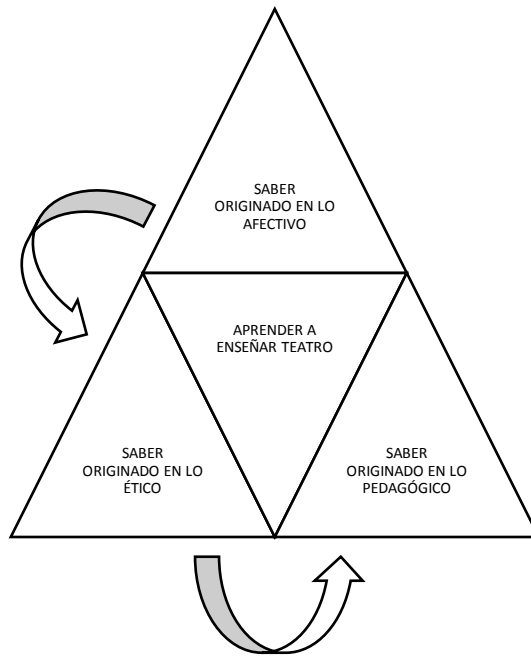 SABER
ORIGINADO EN LO
AFECTIVO
APRENDER A
ENSEÑAR TEATRO
SABER
ORIGINADO EN LO
ÉTICO
SABER
ORIGINADO EN LO
PEDAGÓGICO